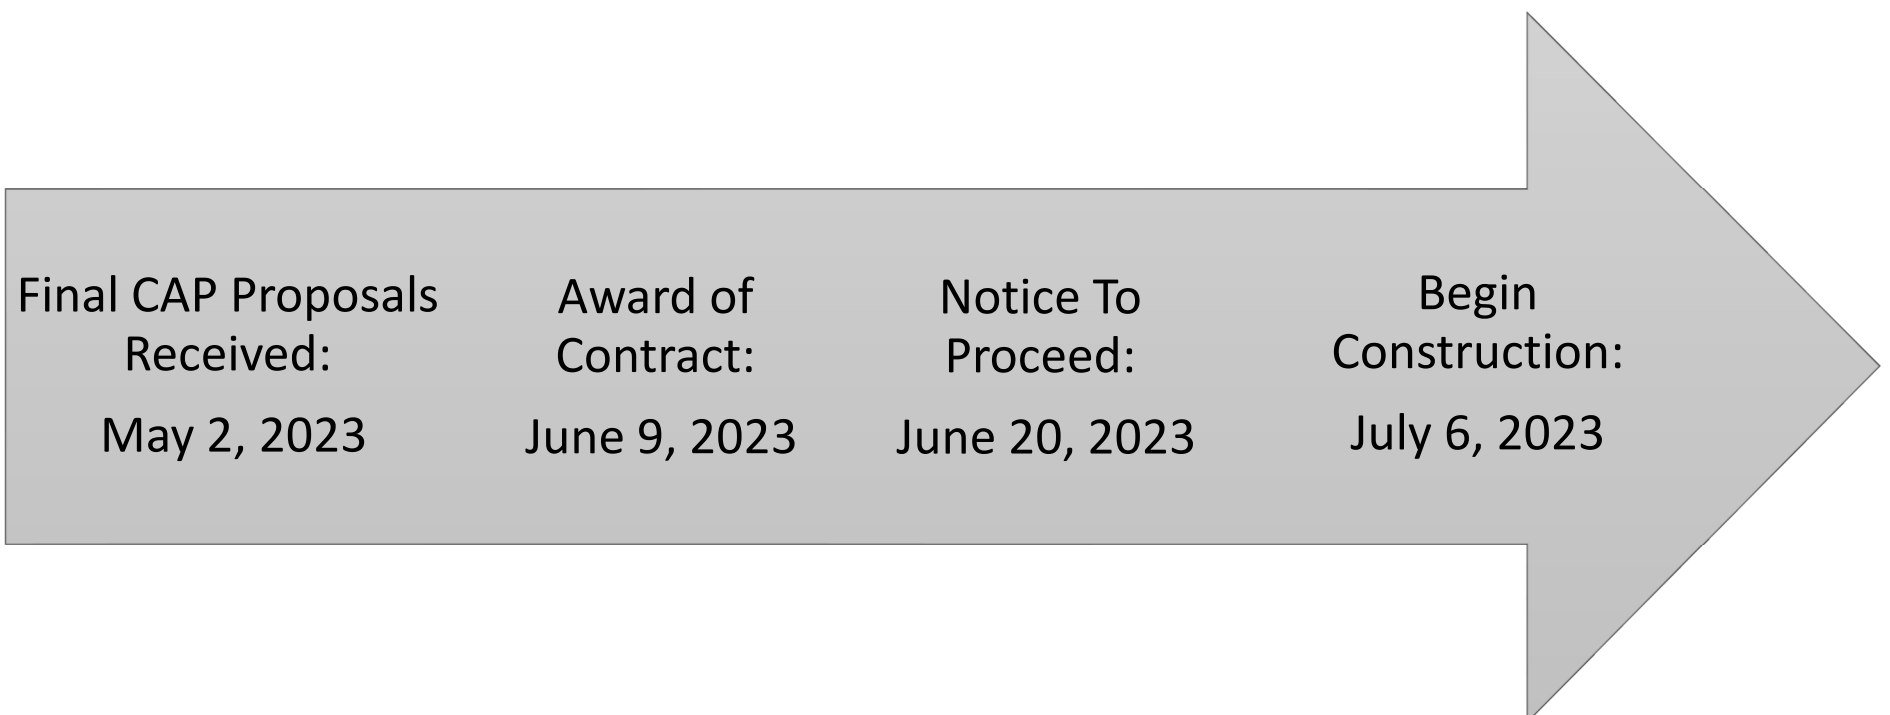 Final CAP Proposals
Received:
May 2, 2023
Award of
Contract:
June 9, 2023
Notice To
Proceed:
June 20, 2023
Begin
Construction:
July 6, 2023